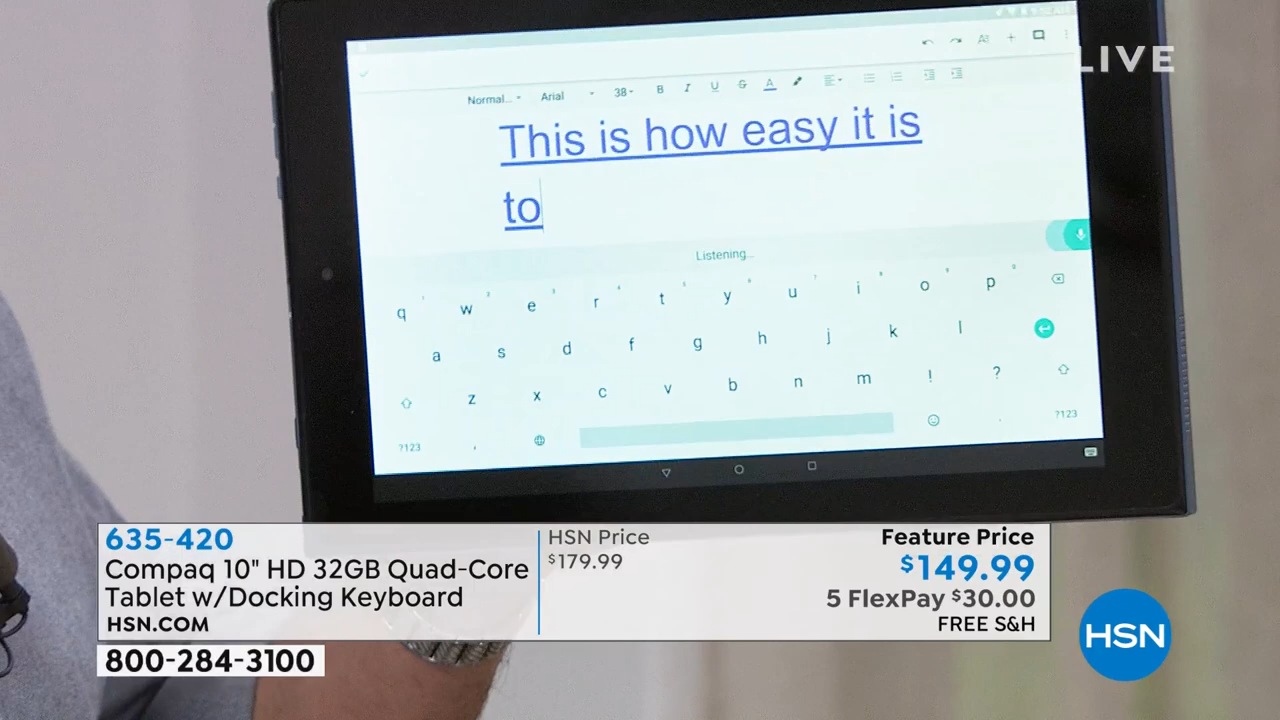 LIVE
Normal... Arial 38 B I U S A
This is how easy it is
to
Listening...
q w e r t y u i o p
a s d f g h j k l
z x c v b n m ! ?
?123 , . ?123
635-420
Compaq 10" HD 32GB Quad-Core
Tablet w/Docking Keyboard
HSN.COM
800-284-3100
HSN Price
$179.99
Feature Price
$149.99
5 FlexPay $30.00
FREE S&H
HSN